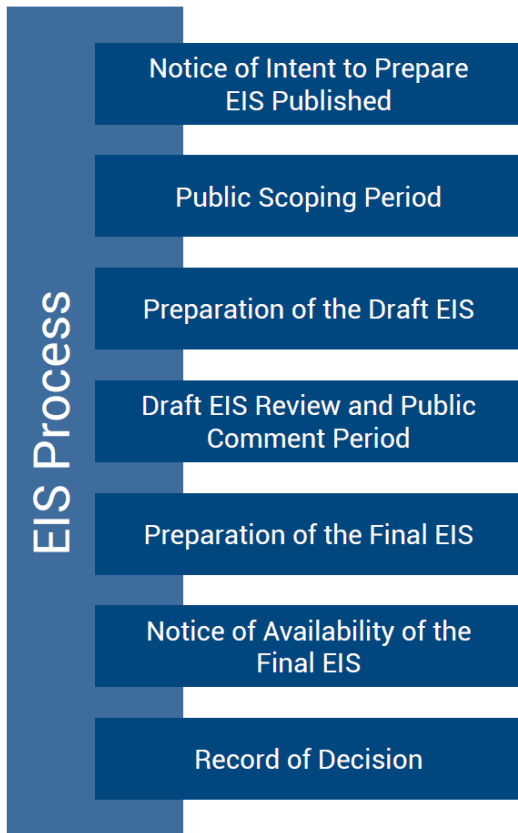 EIS Process
Notice of Intent to Prepare
EIS Published
Public Scoping Period
Preparation of the Draft EIS
Draft EIS Review and Public
Comment Period
Preparation of the Final EIS
Notice of Availability of the
Final EIS
Record of Decision